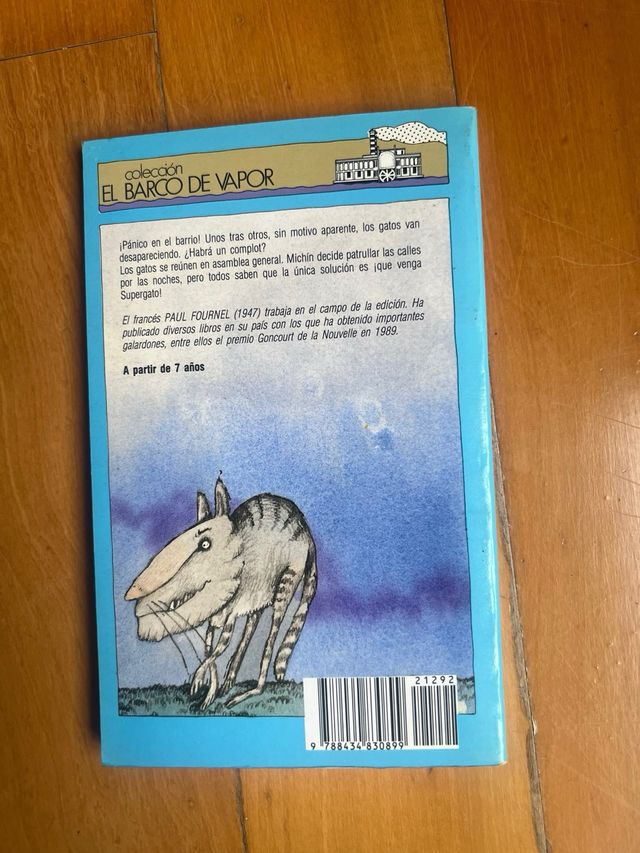 colección
EL BARCO DE VAPOR
¡Pánico en el barrio! Unos tras otros, sin motivo aparente, los gatos van
desapareciendo. ¿Habrá un complot?
Los gatos se reúnen en asamblea general. Michín decide patrullar las calles
por las noches, pero todos saben que la única solución es ¡que venga
Supergato!
El francés PAUL FOURNEL (1947) trabaja en el campo de la edición. Ha
publicado diversos libros en su país con los que ha obtenido importantes
galardones, entre ellos el premio Goncourt de la Nouvelle en 1989.
A partir de 7 años
21292
9 788434 830899